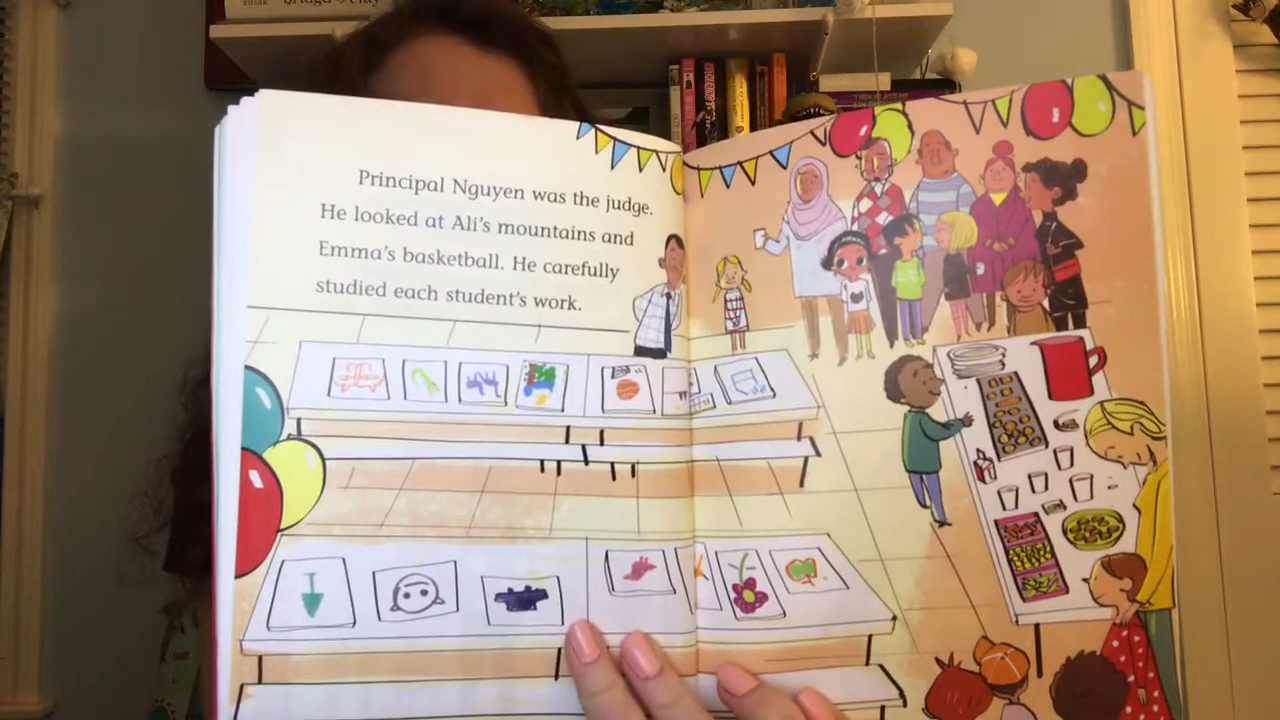 Principal Nguyen was the judge.
He looked at Ali's mountains and
Emma's basketball. He carefully
studied each student's work.